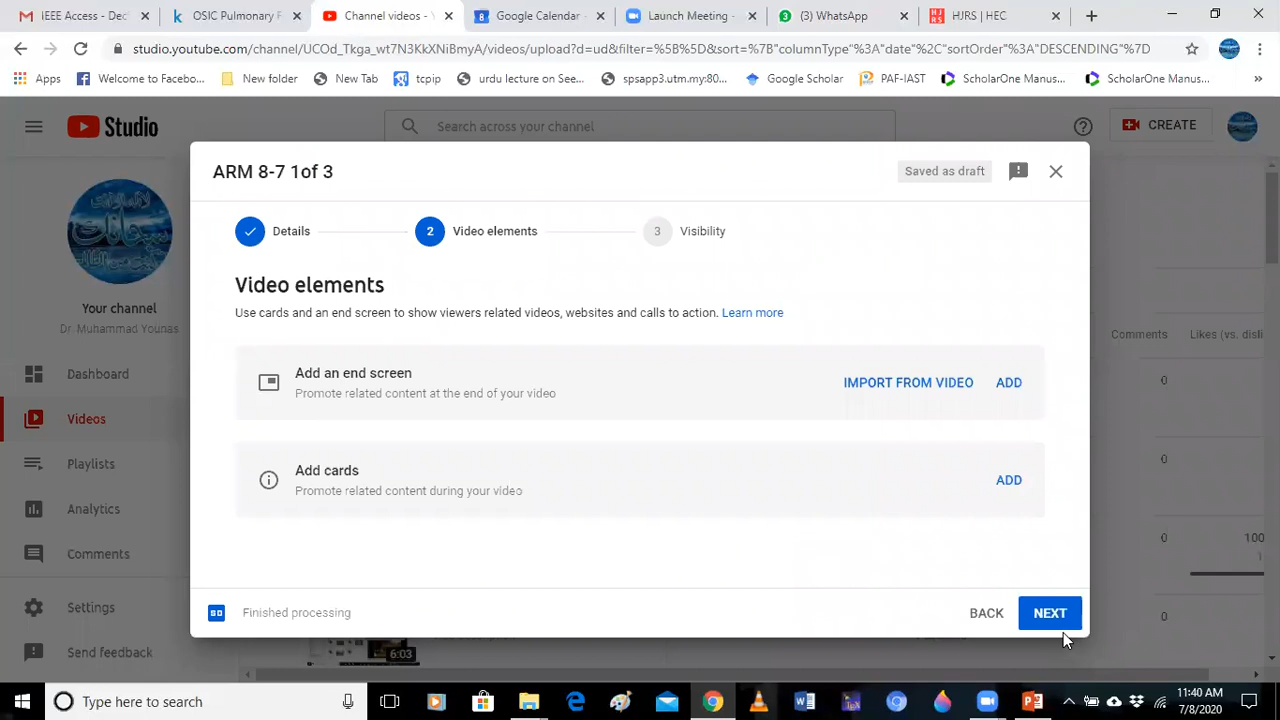 IEEE Access - Dec
OSIC Pulmonary F
Channel videos - Y
Google Calendar -
Launch Meeting -
(3) WhatsApp
HJRS | HEC
studio.youtube.com/channel/UCOd_Tkga_wt7N3KkXNiBmyA/videos/upload?d=ud&filter=%5B%5D&sort=%7B"columnType"%3A"date"%2C"sortOrder"%3A"DESCENDING"%7D
Apps
Welcome to Facebo...
New folder
New Tab
tcpip
urdu lecture on See...
spsapp3.utm.my:80...
Google Scholar
PAF-IAST
ScholarOne Manus...
ScholarOne Manus...
»
Studio
Search across your channel
CREATE
ARM 8-7 1of 3
Saved as draft
Details
2 Video elements
3 Visibility
Video elements
Use cards and an end screen to show viewers related videos, websites and calls to action. Learn more
Add an end screen
Promote related content at the end of your video
IMPORT FROM VIDEO
ADD
Add cards
Promote related content during your video
ADD
SD Finished processing
BACK
NEXT
Your channel
Dr. Muhammad Younas
Dashboard
Videos
Playlists
Analytics
Comments
Settings
Send feedback
Comments
Likes (vs. disli
0
0
0
100
1
0
6:03
Type here to search
:40 AM
7/8/2020